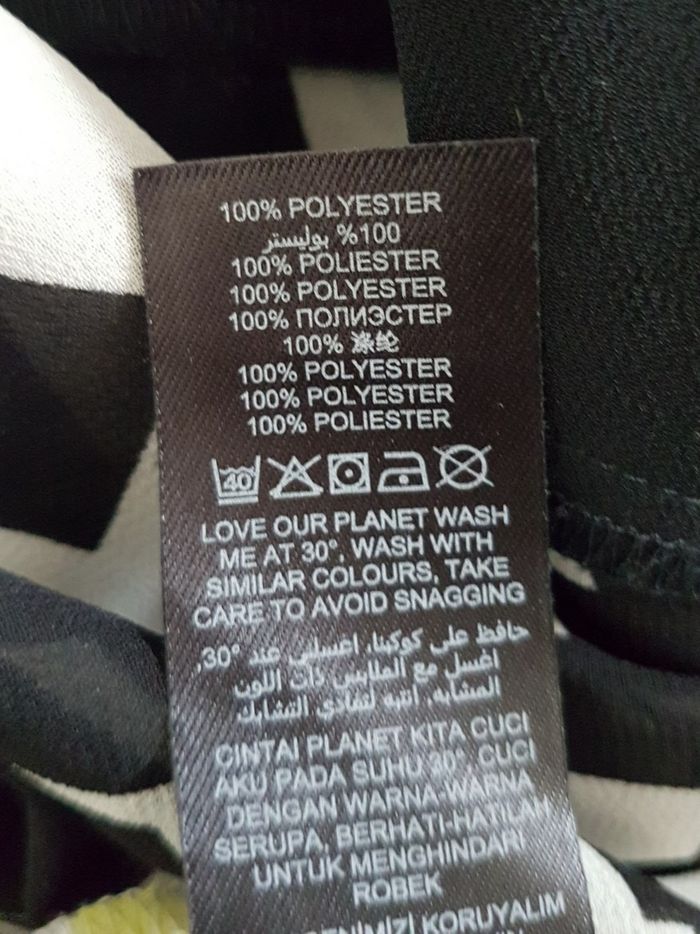 100% POLYESTER
%100 بوليستر
100% POLIESTER
100% POLYESTER
100% ПОЛИЭСТЕР
100% 涤纶
100% POLYESTER
100% POLYESTER
100% POLIESTER
40
LOVE OUR PLANET WASH
ME AT 30°, WASH WITH
SIMILAR COLOURS, TAKE
CARE TO AVOID SNAGGING
حافظ على كوكبنا، اغسلني عند 30°,
اغسل مع الملابس ذات اللون
المشابه، انتبه لتفادي التشابك
CINTAI PLANET KITA CUCI
AKU PADA SUHU 30°, CUCI
DENGAN WARNA-WARNA
SERUPA, BERHATI-HATILAH
UNTUK MENGHINDARI
ROBEK
KORUYALIM